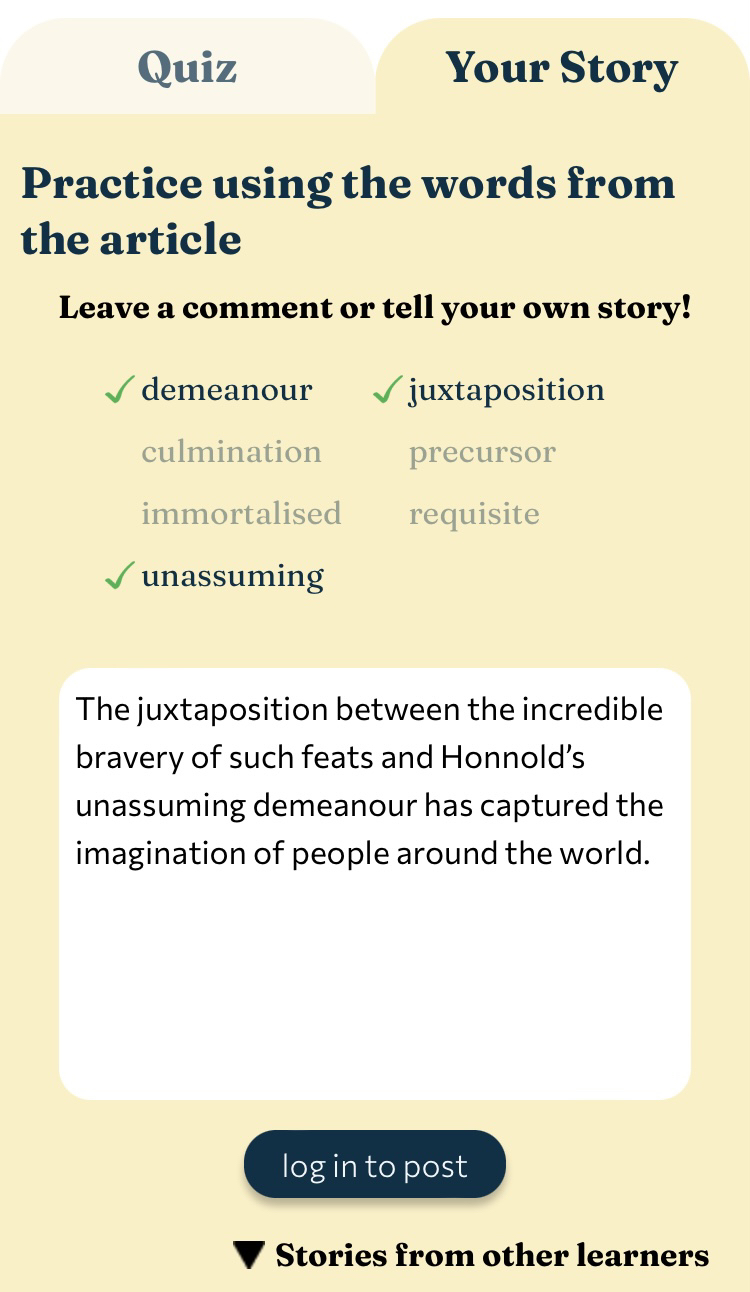 Quiz
Your Story
Practice using the words from
the article
Leave a comment or tell your own story!
demeanour
juxtaposition
culmination
precursor
immortalised
requisite
unassuming
The juxtaposition between the incredible
bravery of such feats and Honnold’s
unassuming demeanour has captured the
imagination of people around the world.
log in to post
Stories from other learners